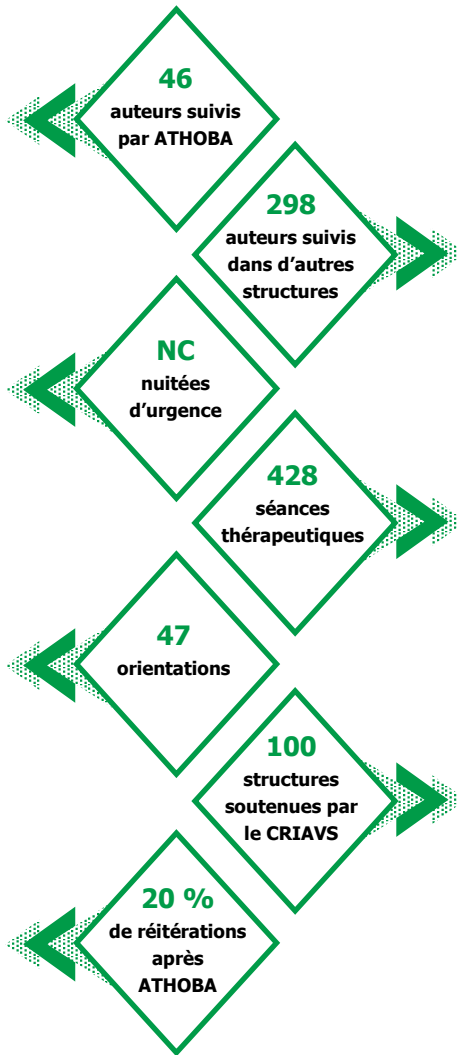 46
auteurs suivis
par ATHOBA
298
auteurs suivis
dans d’autres
structures
NC
nuitées
d’urgence
428
séances
thérapeutiques
47
orientations
100
structures
soutenues par
le CRIAVS
20 %
de réitérations
après
ATHOBA